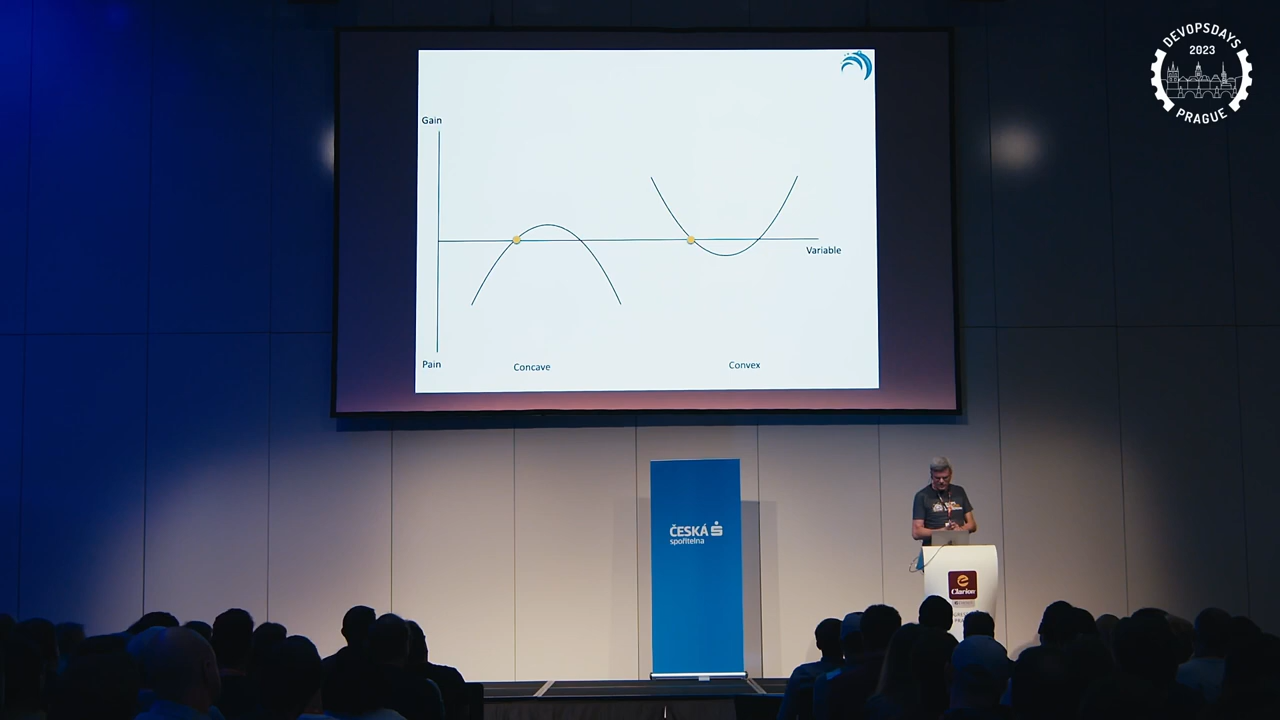 DEVOPSDAYS
2023
PRAGUE
Gain
Variable
Pain
Concave
Convex
ČESKÁ
spořitelna
Clarion